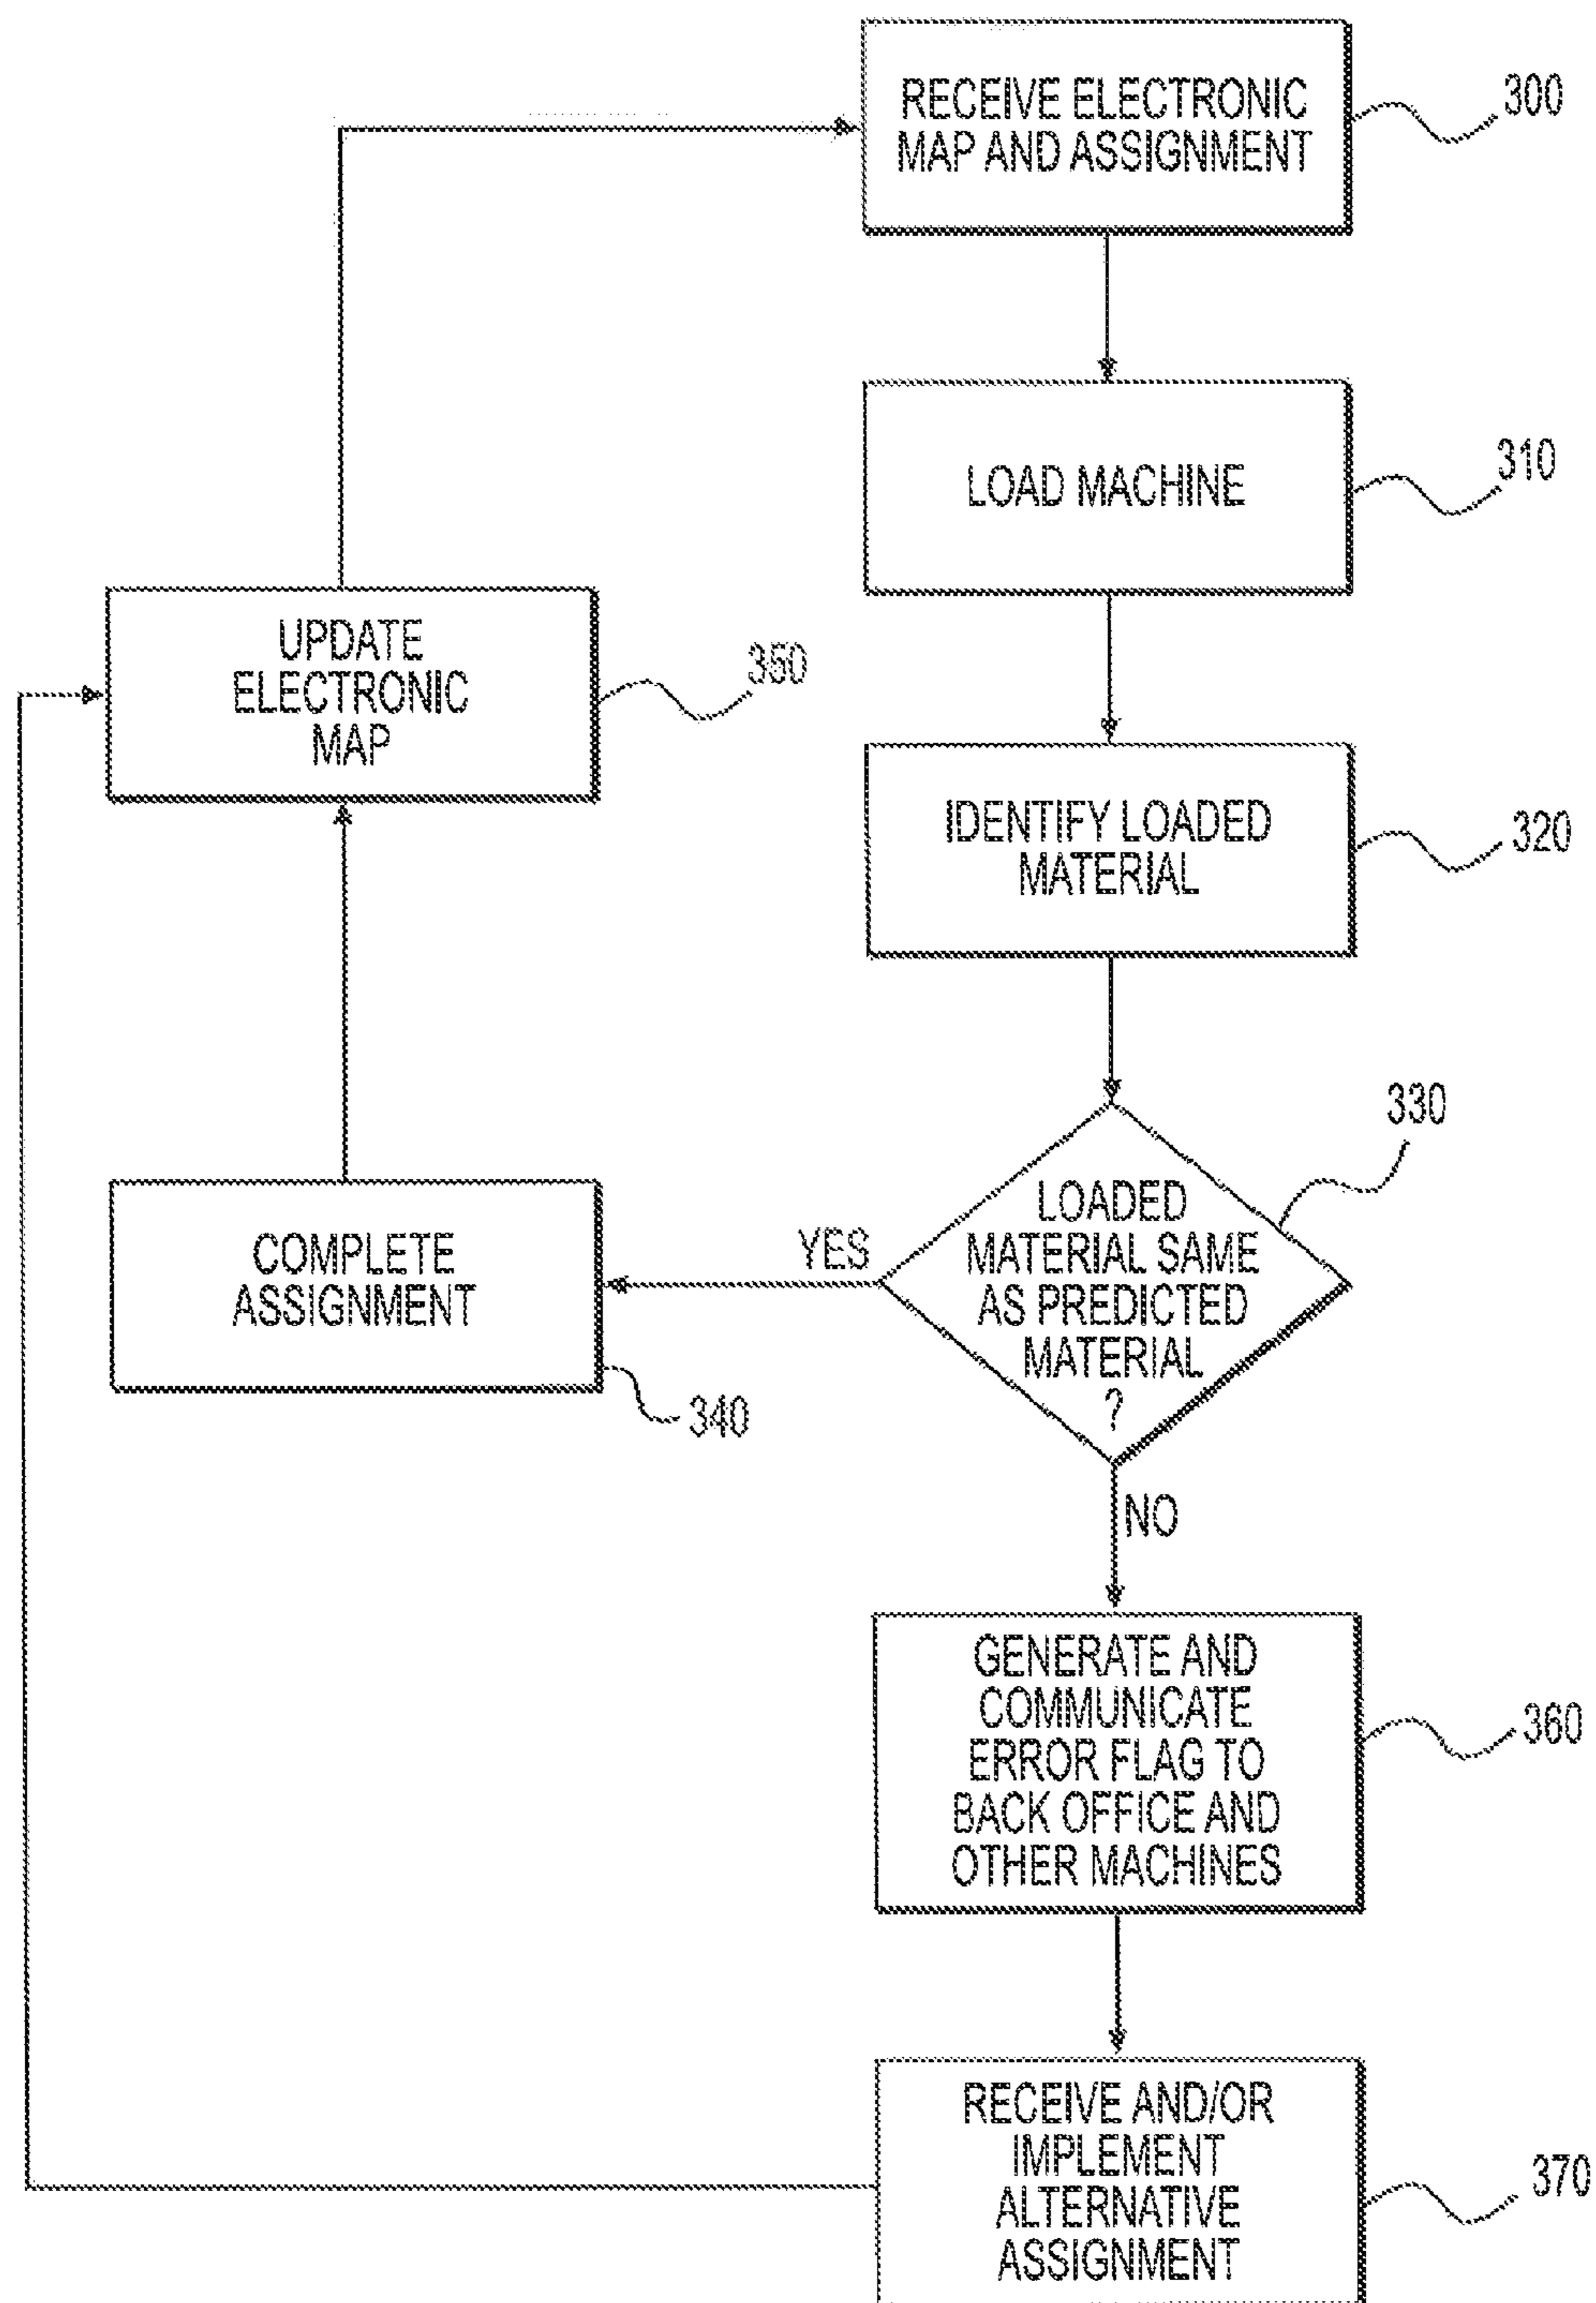 RECEIVE ELECTRONIC
MAP AND ASSIGNMENT
300
LOAD MACHINE
310
UPDATE
ELECTRONIC
MAP
350
IDENTIFY LOADED
MATERIAL
320
330
LOADED
MATERIAL SAME
AS PREDICTED
MATERIAL
?
YES
COMPLETE
ASSIGNMENT
340
NO
GENERATE AND
COMMUNICATE
ERROR FLAG TO
BACK OFFICE AND
OTHER MACHINES
360
RECEIVE AND/OR
IMPLEMENT
ALTERNATIVE
ASSIGNMENT
370